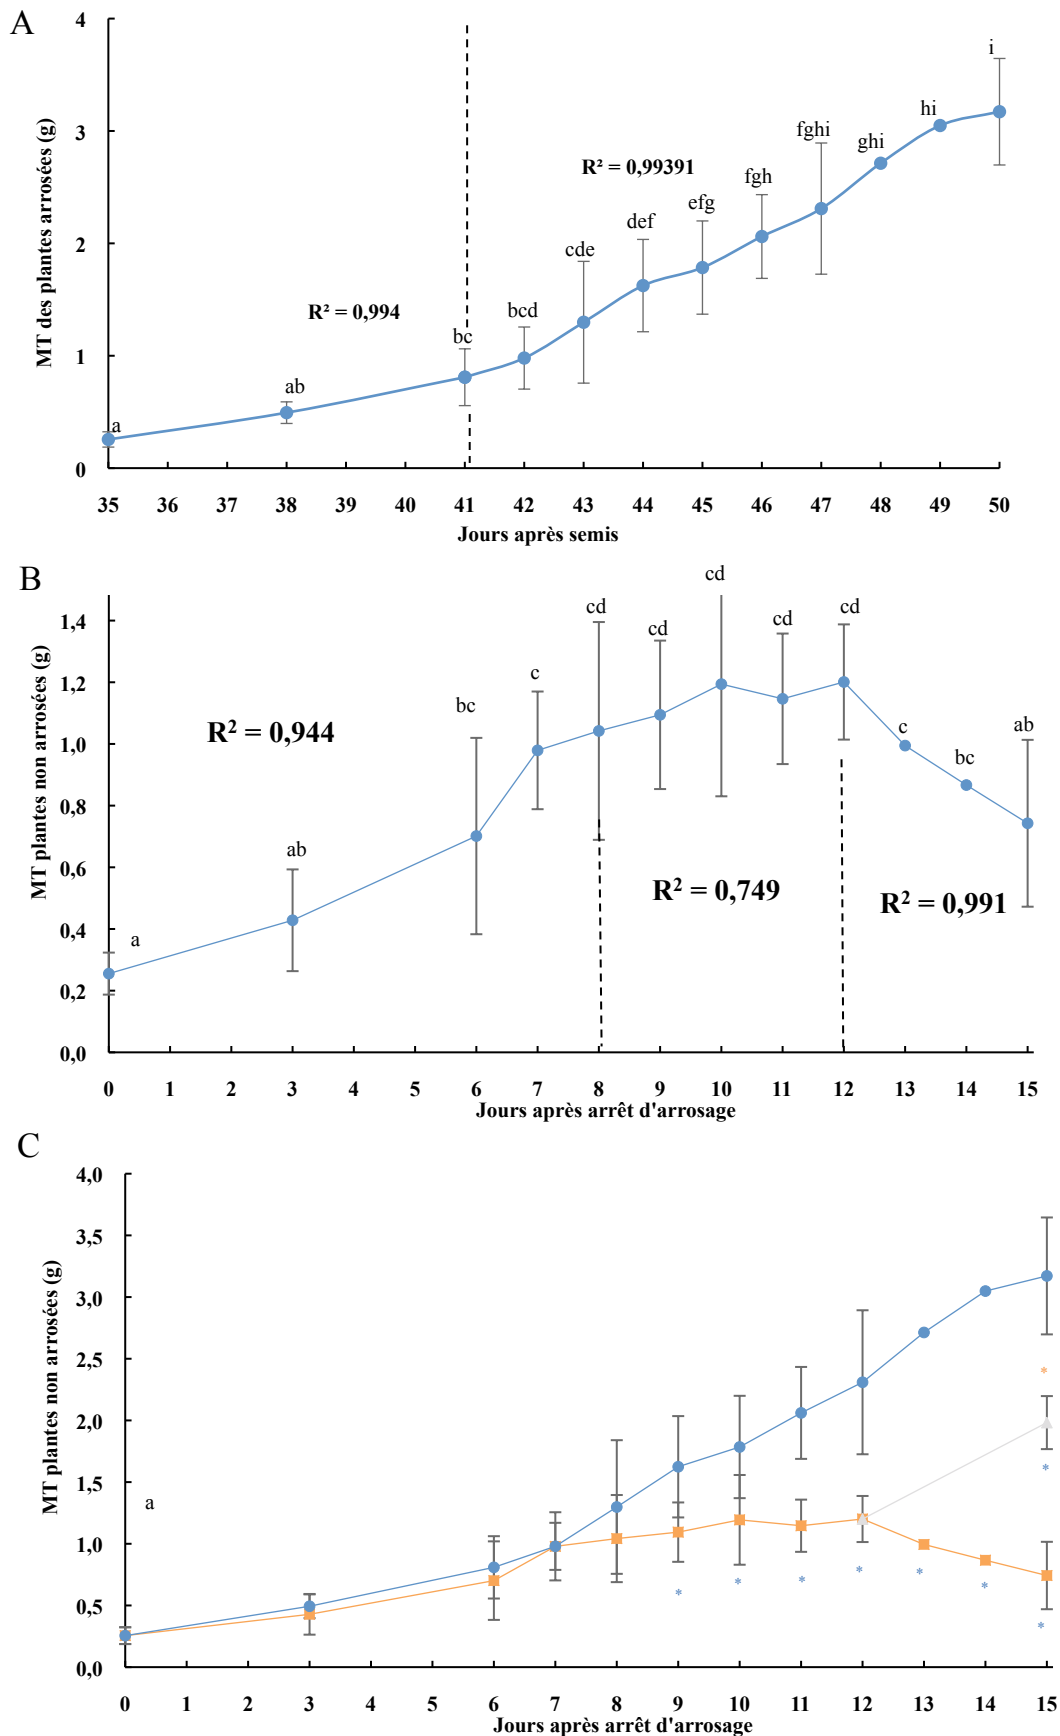 A
MT des plantes arrosées (g)
4
3
2
1
0
a
ab
bc
bcd
cde
def
efg
fgh
fghi
ghi
hi
i
R² = 0,994
R² = 0,99391
35 36 37 38 39 40 41 42 43 44 45 46 47 48 49 50
Jours après semis
B
MT plantes non arrosées (g)
1,4
1,2
1,0
0,8
0,6
0,4
0,2
0,0
a
ab
bc
c
cd
cd
cd
cd
cd
c
bc
ab
R² = 0,944
R² = 0,749
R² = 0,991
0 1 2 3 4 5 6 7 8 9 10 11 12 13 14 15
Jours après arrêt d'arrosage
C
MT plantes non arrosées (g)
4,0
3,5
3,0
2,5
2,0
1,5
1,0
0,5
0,0
a
*
*
* * * * * * *
0 1 2 3 4 5 6 7 8 9 10 11 12 13 14 15
Jours après arrêt d'arrosage